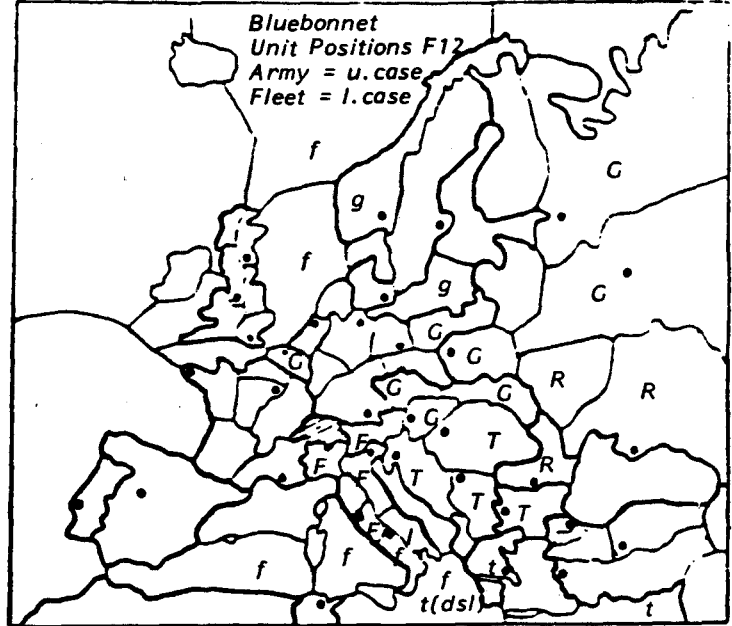 Bluebonnet
Unit Positions F12
Army = u.case
Fleet = l.case
f
G
g
f
g
G
G
G
G
R
G
G
R
G
F
T
F
R
T
F
T
T
F
f
f
t
f
f
t(dsl)
t